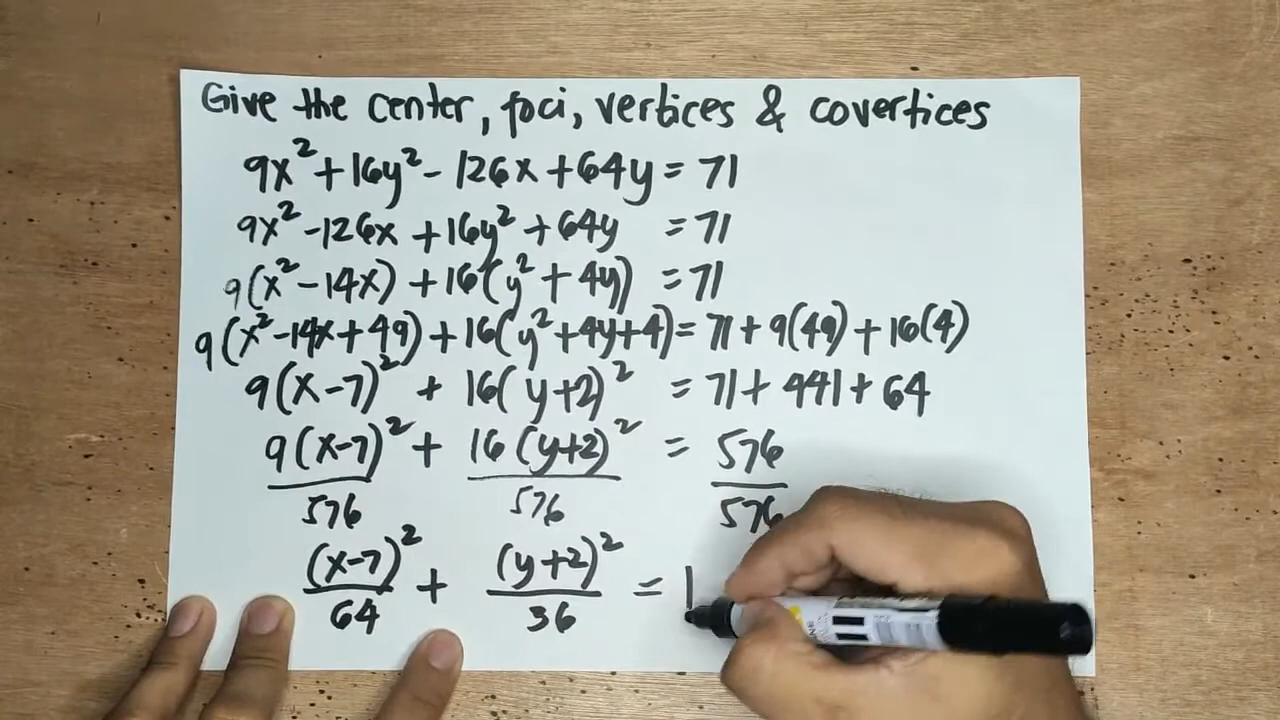 Give the center, foci, vertices & covertices
9x² + 16y² - 126x + 64y = 71
9x² - 126x + 16y² + 64y = 71
9(x² - 14x) + 16(y² + 4y) = 71
9(x² - 14x + 49) + 16(y² + 4y + 4) = 71 + 9(49) + 16(4)
9(x - 7)² + 16(y + 2)² = 71 + 441 + 64
9(x-7)² + 16(y+2)² = 576
576 576 576
(x-7)² + (y+2)² = 1
64 36